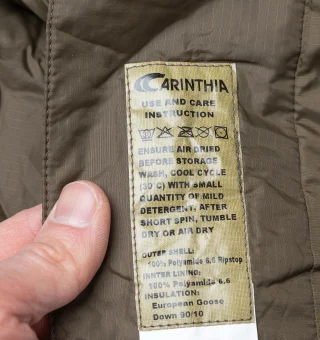 CARINTHIA
USE AND CARE
INSTRUCTION
ENSURE AIR DRIED
BEFORE STORAGE
WASH, COOL CYCLE
(30°C) WITH SMALL
QUANTITY OF MILD
DETERGENT. AFTER
SHORT SPIN, TUMBLE
DRY OR AIR DRY
OUTER SHELL:
100% Polyamide 6,6 Ripstop
INNER LINING:
100% Polyamide 6,6
INSULATION:
European Goose
Down 90/10